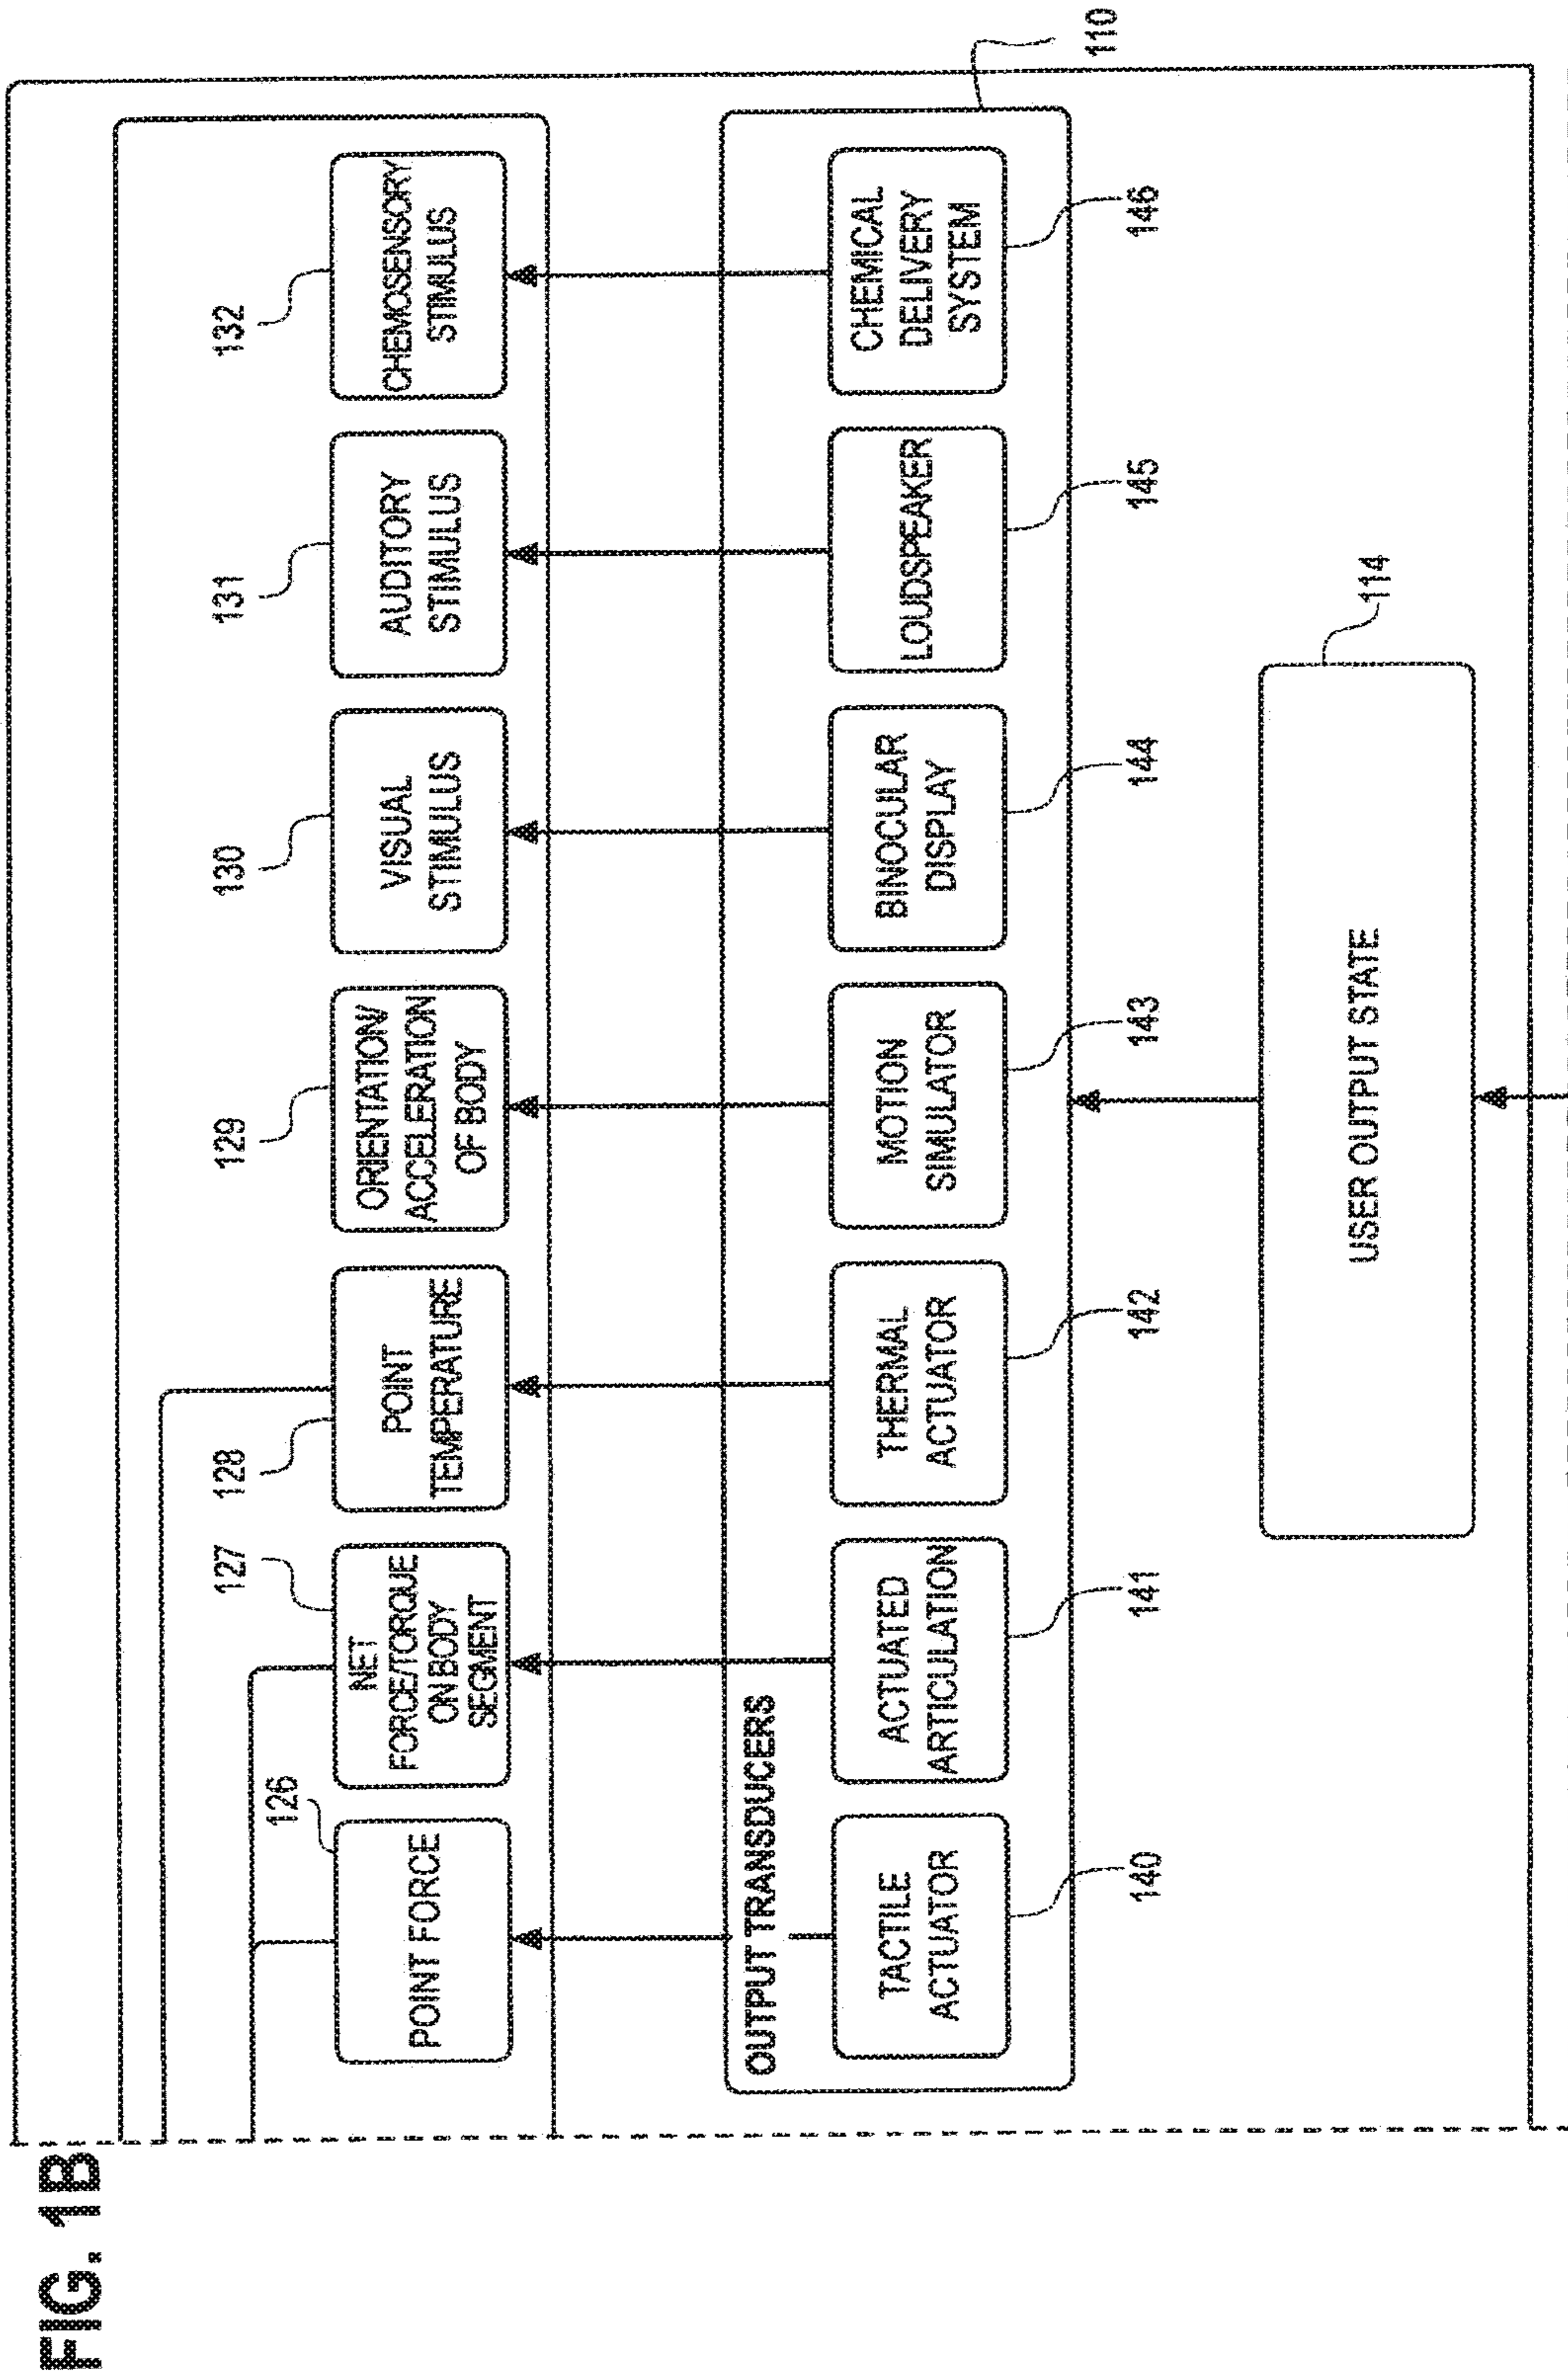 FIG. 1B
126
127
128
129
130
131
132
POINT FORCE
NET
FORCE/TORQUE
ON BODY
SEGMENT
POINT
TEMPERATURE
ORIENTATION/
ACCELERATION
OF BODY
VISUAL
STIMULUS
AUDITORY
STIMULUS
CHEMOSENSORY
STIMULUS
OUTPUT TRANSDUCERS
TACTILE
ACTUATOR
ACTUATED
ARTICULATION
THERMAL
ACTUATOR
MOTION
SIMULATOR
BINOCULAR
DISPLAY
LOUDSPEAKER
CHEMICAL
DELIVERY
SYSTEM
110
140
141
142
143
144
145
146
USER OUTPUT STATE
114